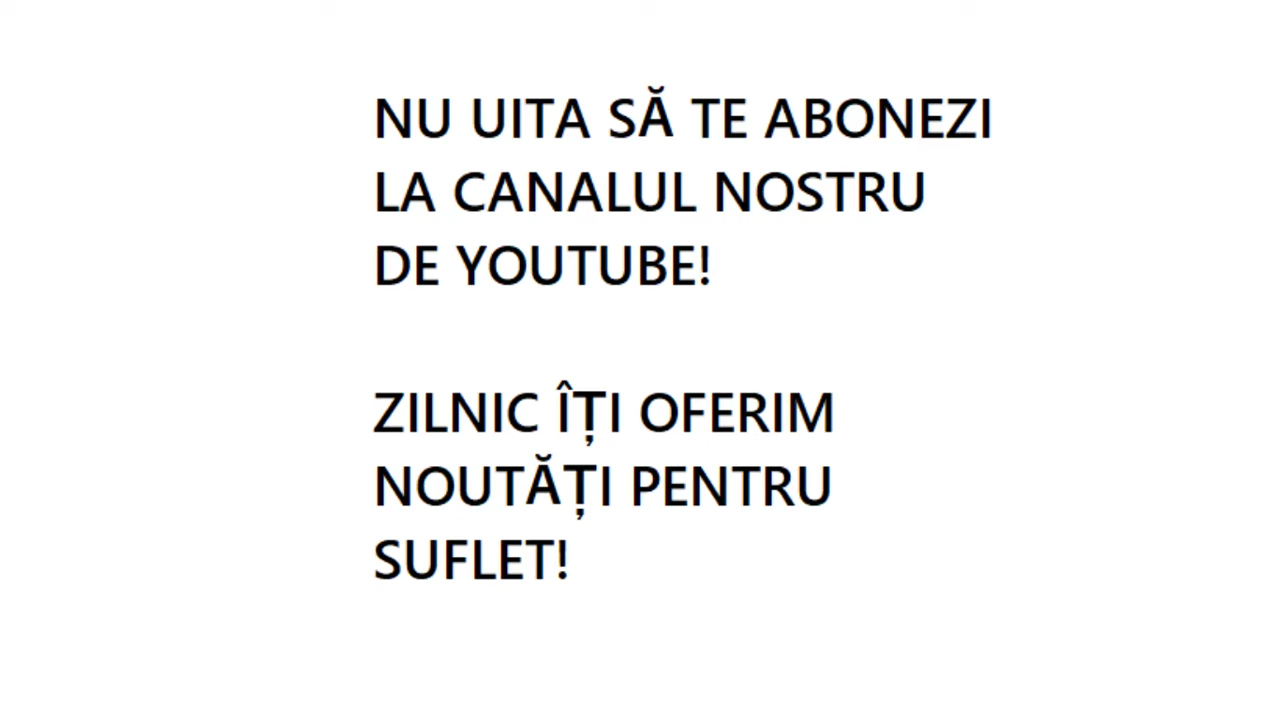 NU UITA SĂ TE ABONEZI
LA CANALUL NOSTRU
DE YOUTUBE!
ZILNIC ÎȚI OFERIM
NOUTĂȚI PENTRU
SUFLET!